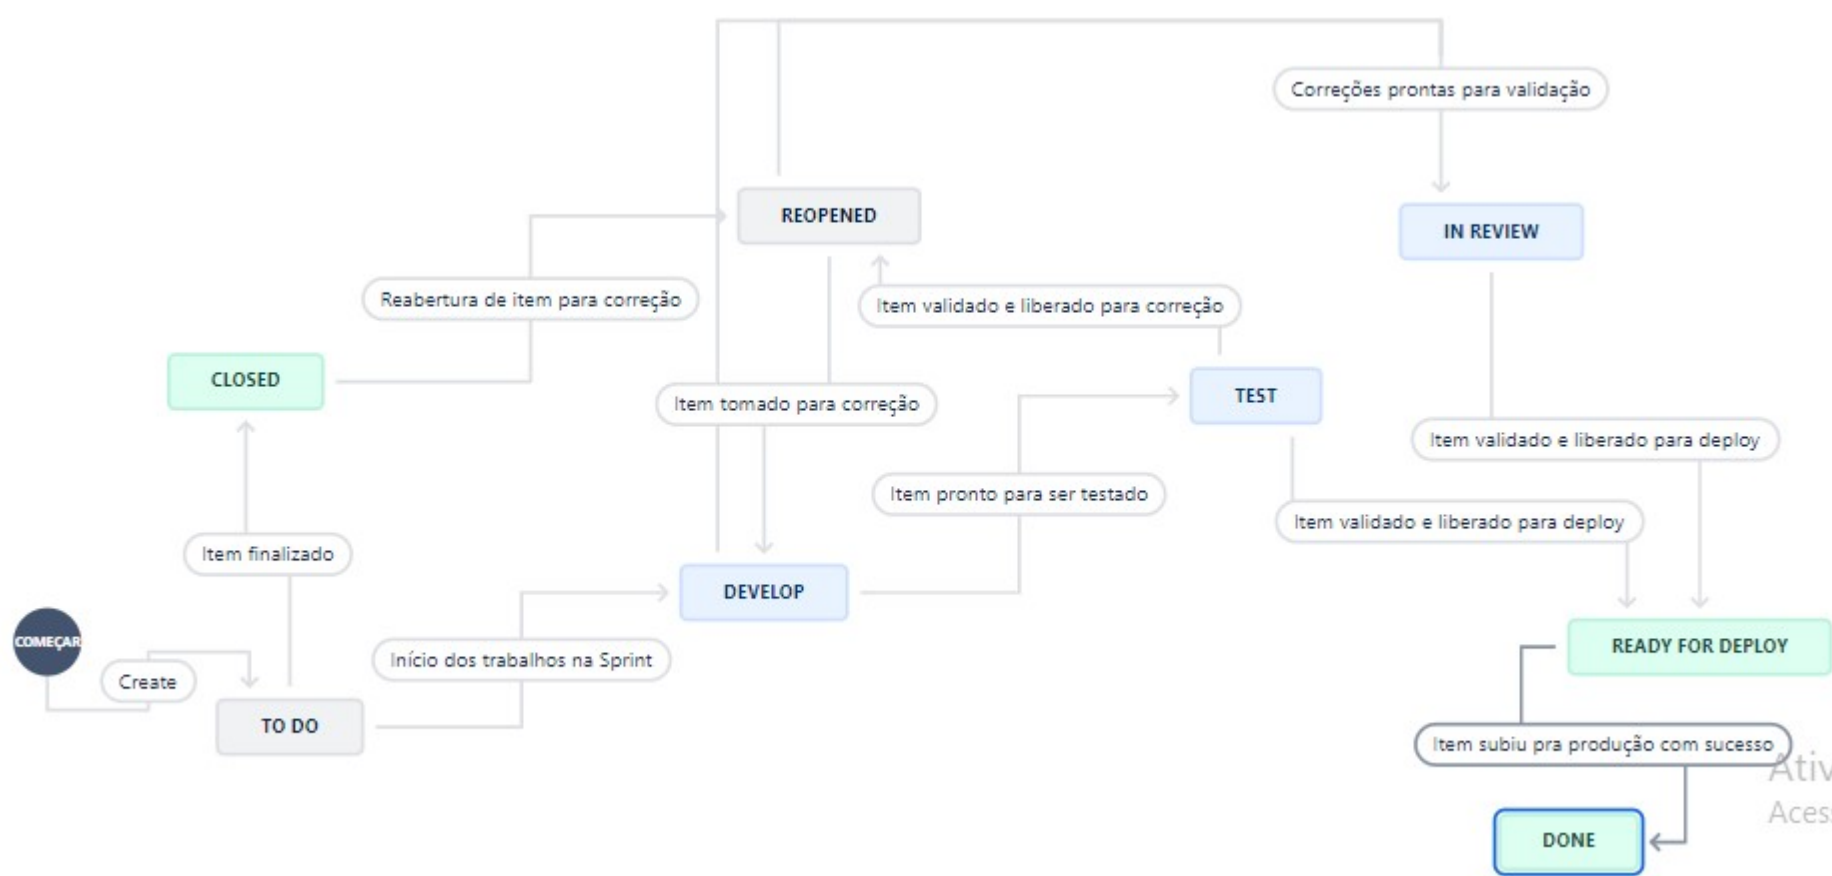 Correções prontas para validação
REOPENED
IN REVIEW
Reabertura de item para correção
Item validado e liberado para correção
CLOSED
TEST
Item tomado para correção
Item validado e liberado para deploy
Item pronto para ser testado
Item validado e liberado para deploy
Item finalizado
DEVELOP
COMEÇAR
READY FOR DEPLOY
Início dos trabalhos na Sprint
Create
TO DO
Item subiu pra produção com sucesso
DONE